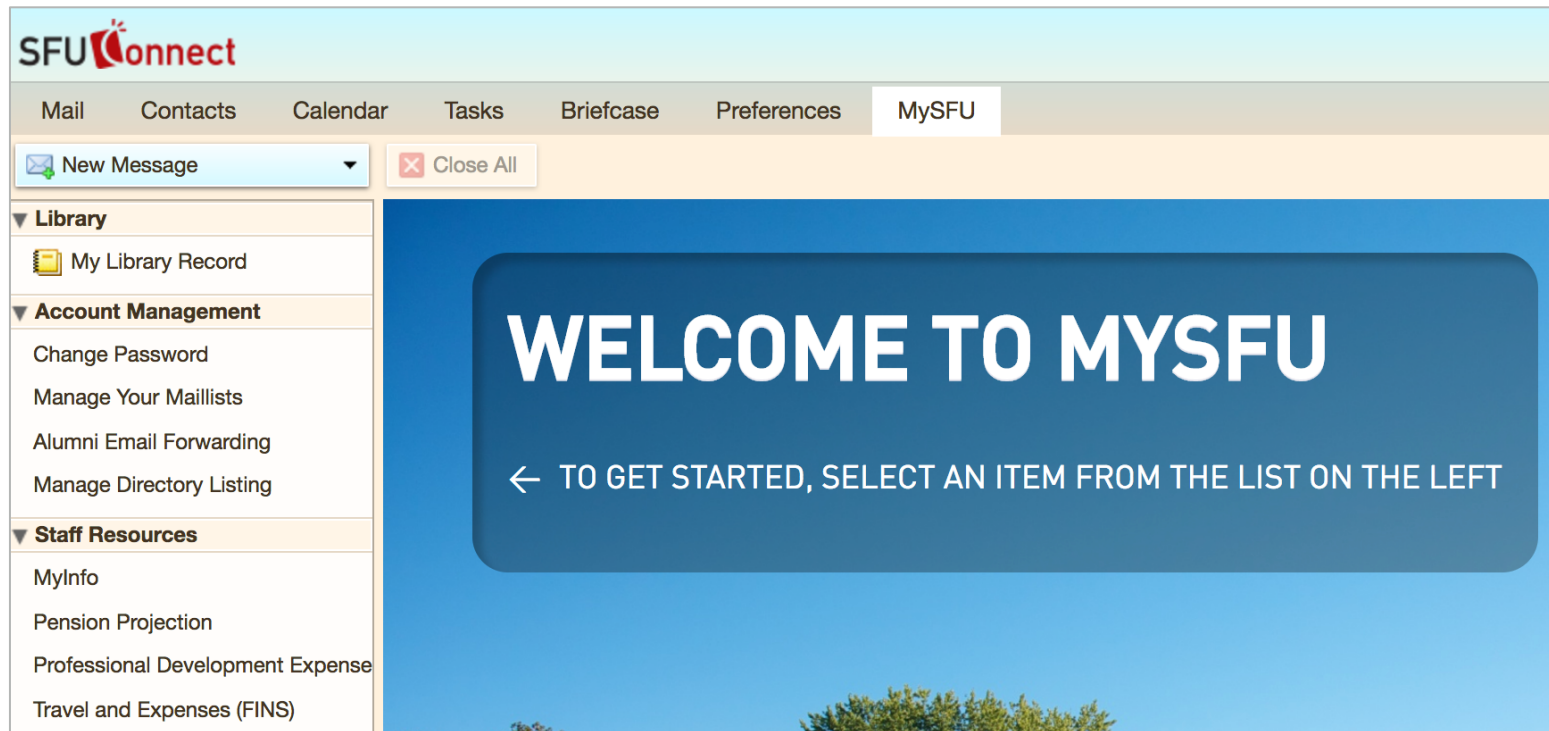 SFU Connect
Mail Contacts Calendar Tasks Briefcase Preferences MySFU
New Message Close All
Library
My Library Record
Account Management
Change Password
Manage Your Maillists
Alumni Email Forwarding
Manage Directory Listing
Staff Resources
MyInfo
Pension Projection
Professional Development Expense
Travel and Expenses (FINS)
WELCOME TO MYSFU
← TO GET STARTED, SELECT AN ITEM FROM THE LIST ON THE LEFT